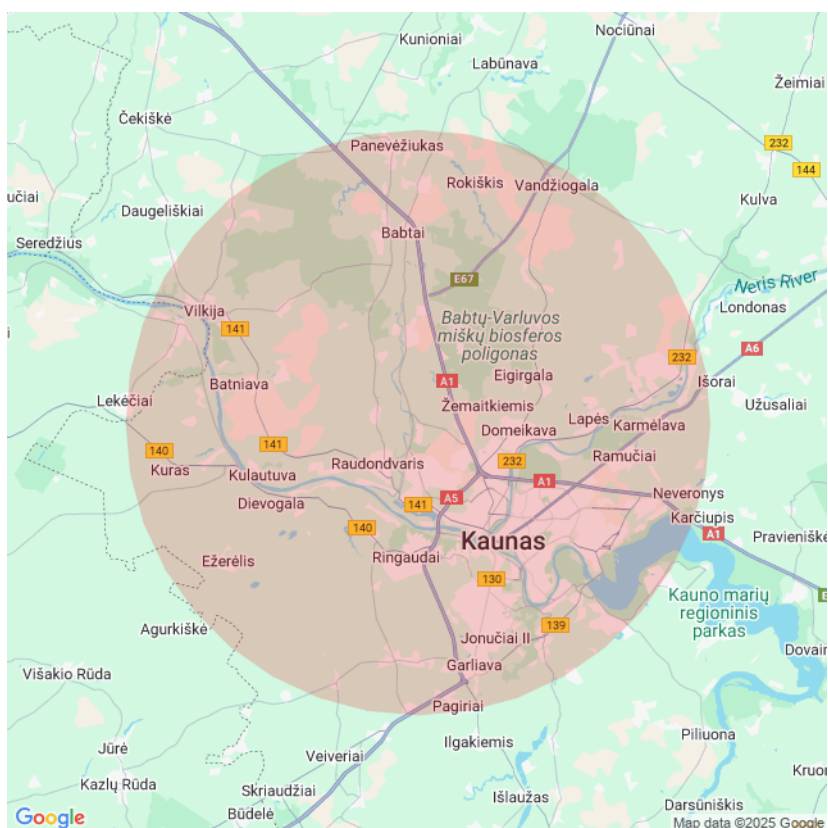 Kunioniai
Nociūnai
Labūnava
Žeimiai
Čekiškė
Panevėžiukas
232
144
Rokiškis
Vandžiogala
Kulva
učiai
Daugeliškiai
Babtai
Seredžius
E67
Neris River
Londonas
Vilkija
141
Babtų-Varluvos
miškų biosferos
poligonas
A6
232
i
Batniava
A1
Eigirgala
Išorai
Lekėčiai
Žemaitkiemis
Užusaliai
Lapės
Karmėlava
Domeikava
141
140
Ramučiai
Kuras
Kulautuva
Raudondvaris
232
A1
Neveronys
Dievogala
141
A5
Karčiupis
140
A1
Pravieniškė
Kaunas
Ringaudai
Ežerėlis
130
Kauno marių
regioninis
parkas
E
Agurkiškė
139
Jonučiai II
Dovain
Garliava
Višakio Rūda
Pagiriai
Piliuona
Jūrė
Ilgakiemis
Veiveriai
Kruon
Kazlų Rūda
Skriaudžiai
Išlaužas
Darsūniškis
Būdelė
Google
Map data ©2025 Google